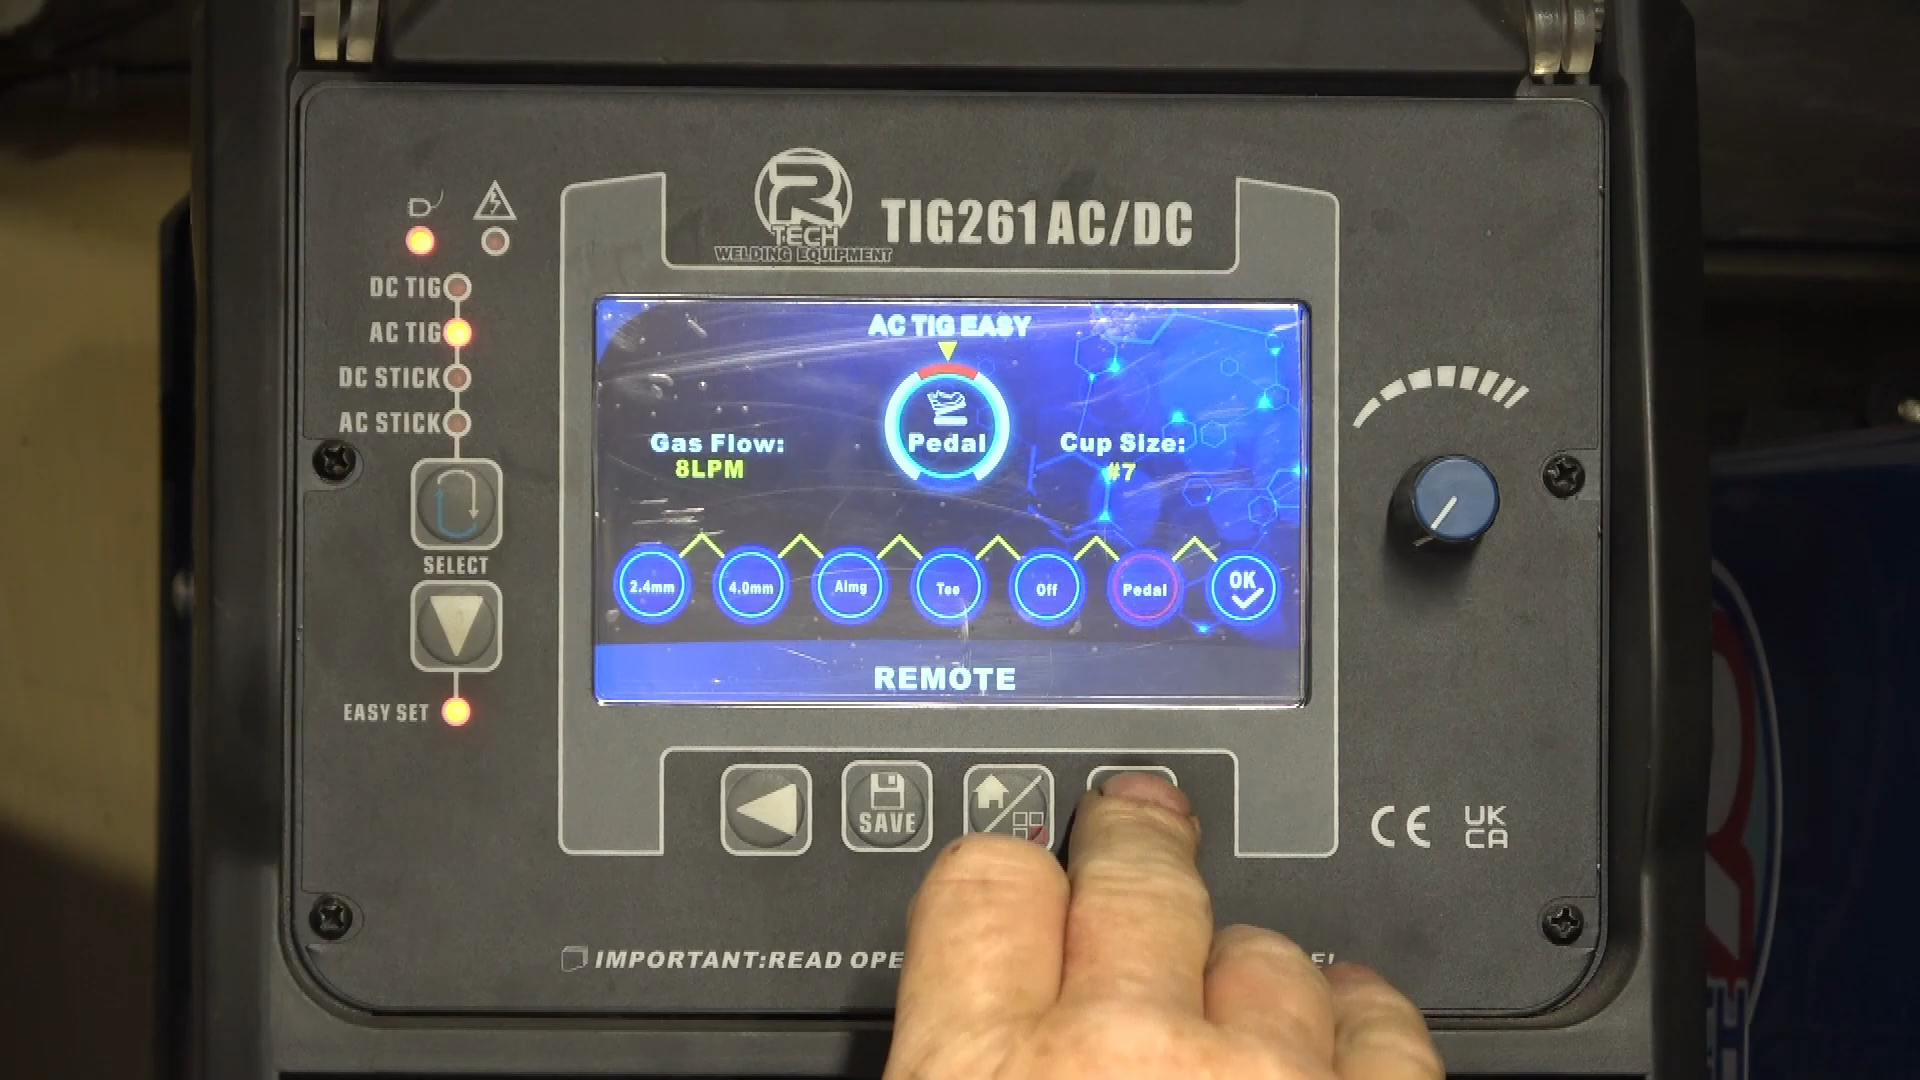 R
TECH
WELDING EQUIPMENT
TIG261 AC/DC
DC TIG
AC TIG
DC STICK
AC STICK
SELECT
EASY SET
AC TIG EASY
Pedal
Gas Flow:
8LPM
Cup Size:
#7
2.4mm
4.0mm
Almg
Tee
Off
Pedal
OK
REMOTE
SAVE
CE
UK
CA
IMPORTANT:READ OPE
E!